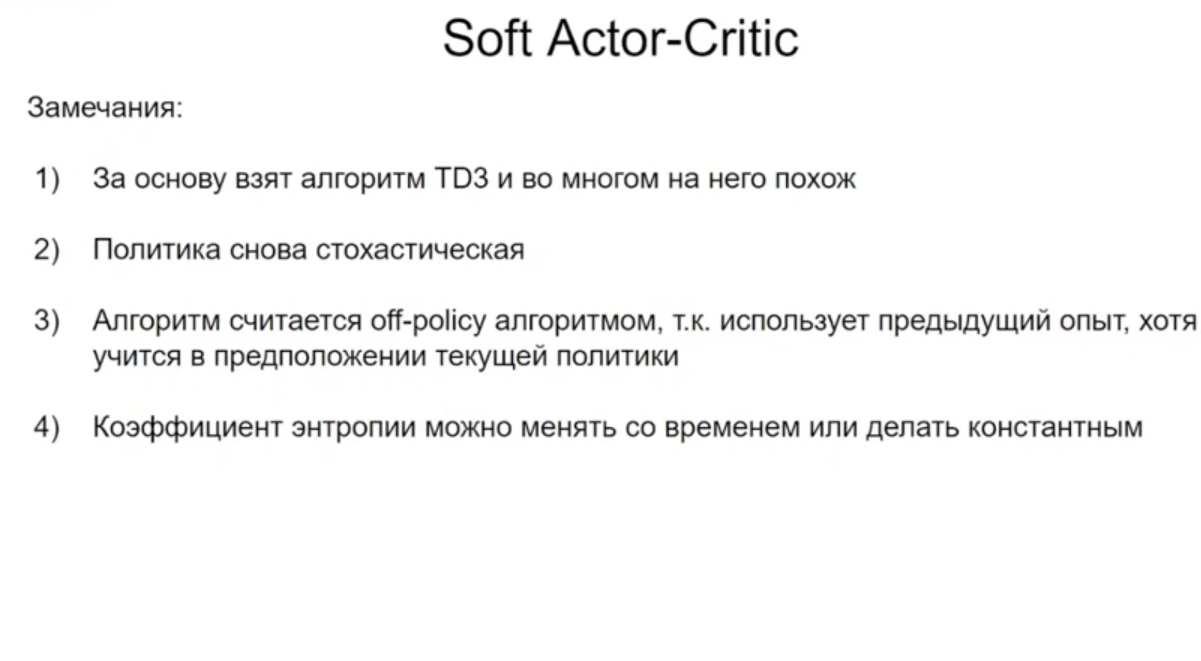 Soft Actor-Critic
Замечания:
1) За основу взят алгоритм TD3 и во многом на него похож
2) Политика снова стохастическая
3) Алгоритм считается off-policy алгоритмом, т.к. использует предыдущий опыт, хотя
учится в предположении текущей политики
4) Коэффициент энтропии можно менять со временем или делать константным